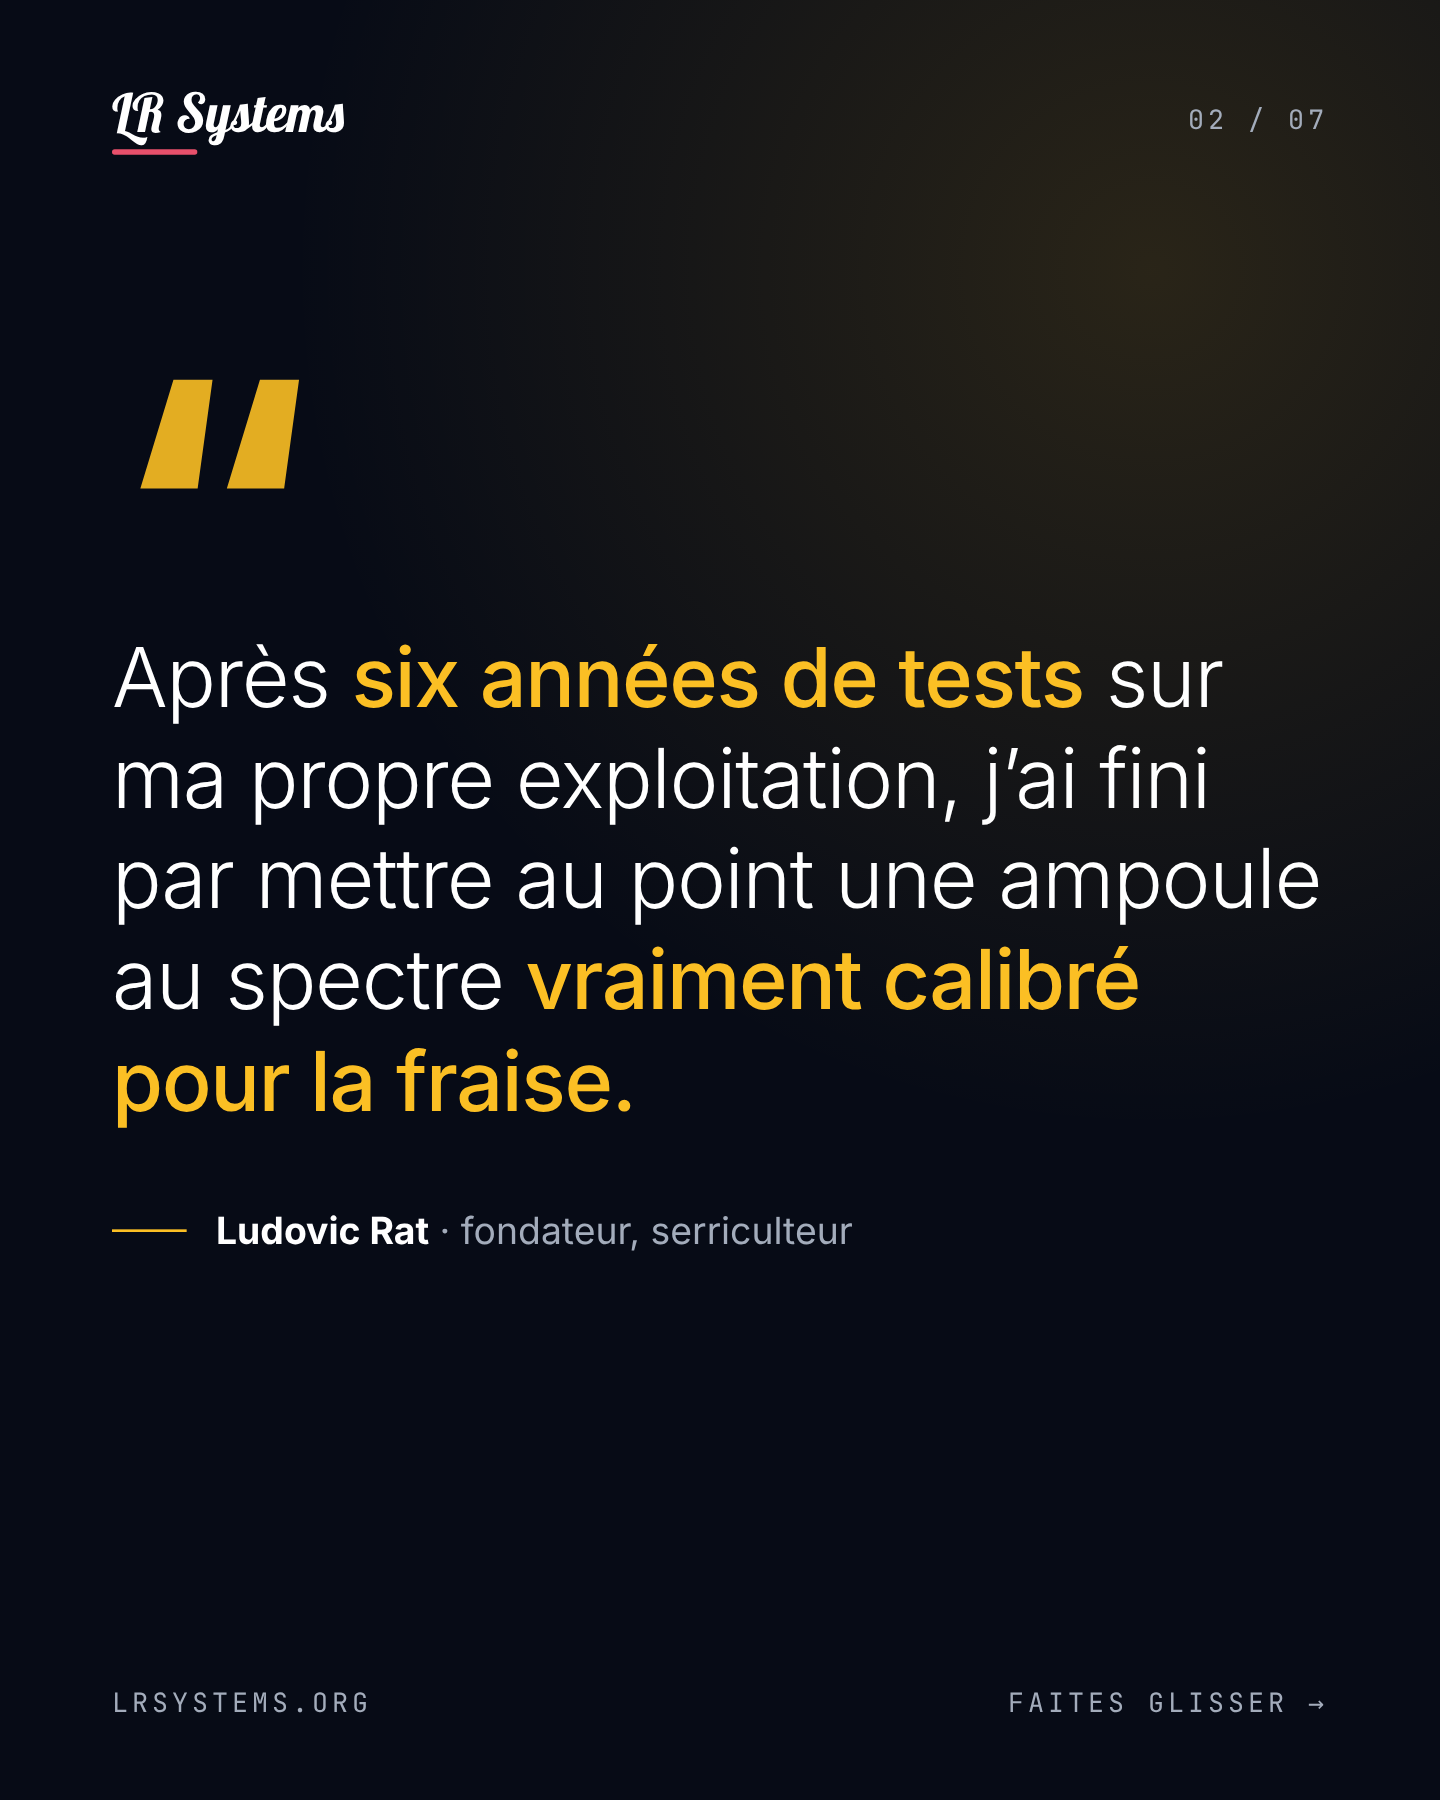 LR Systems
02 / 07
“
Après six années de tests sur
ma propre exploitation, j’ai fini
par mettre au point une ampoule
au spectre vraiment calibré
pour la fraise.
Ludovic Rat · fondateur, serriculteur
LRSYSTEMS.ORG
FAITES GLISSER →